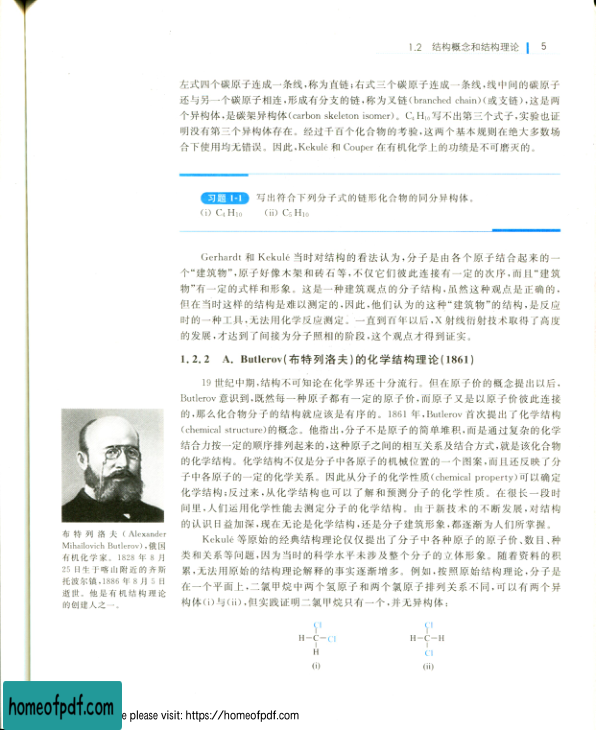 1.2 结构概念和结构理论 | 5
左式四个碳原子连成一条线,称为直链;右式三个碳原子连成一条线,线中间的碳原子
还与另一个碳原子相连,形成有分支的链,称为叉链(branched chain)(或支链),这是两
个异构体,是碳架异构体(carbon skeleton isomer)。C₄H₁₀写不出第三个式子,实验也证
明没有第三个异构体存在。经过千百个化合物的考验,这两个基本规则在绝大多数场
合下使用均无错误。因此,Kekulé 和 Couper 在有机化学上的功绩是不可磨灭的。
习题 1-1 写出符合下列分子式的链形化合物的同分异构体。
(i) C₄H₁₀ (ii) C₅H₁₀
Gerhardt 和 Kekulé 当时对结构的看法认为,分子是由各个原子结合起来的一
个“建筑物”,原子好像木架和砖石等,不仅它们彼此连接有一定的次序,而且“建筑
物”有一定的式样和形象。这是一种建筑观点的分子结构,虽然这种观点是正确的,
但在当时这样的结构是难以测定的,因此,他们认为的这种“建筑物”的结构,是反应
时的一种工具,无法用化学反应测定。一直到百年以后,X射线衍射技术取得了高度
的发展,才达到了间接为分子照相的阶段,这个观点才得到证实。
1.2.2 A. Butlerov(布特列洛夫)的化学结构理论(1861)
19 世纪中期,结构不可知论在化学界还十分流行。但在原子价的概念提出以后,
Butlerov 意识到,既然每一种原子都有一定的原子价,而原子又是以原子价彼此连接
的,那么化合物分子的结构就应该是有序的。1861 年,Butlerov 首次提出了化学结构
(chemical structure)的概念。他指出,分子不是原子的简单堆积,而是通过复杂的化学
结合力按一定的顺序排列起来的,这种原子之间的相互关系及结合方式,就是该化合物
的化学结构。化学结构不仅是分子中各原子的机械位置的一个图案,而且还反映了分
子中各原子的一定的化学关系。因此从分子的化学性质(chemical property)可以确定
化学结构;反过来,从化学结构也可以了解和预测分子的化学性质。在很长一段时
间里,人们运用化学性能去测定分子的化学结构。由于新技术的不断发展,对结构
的认识日益加深,现在无论是化学结构,还是分子建筑形象,都逐渐为人们所掌握。
Kekulé 等原始的经典结构理论仅仅提出了分子中各种原子的原子价、数目、种
类和关系等问题,因为当时的科学水平未涉及整个分子的立体形象。随着资料的积
累,无法用原始的结构理论解释的事实逐渐增多。例如,按照原始结构理论,分子是
在一个平面上,二氯甲烷中两个氢原子和两个氯原子排列关系不同,可以有两个异
构体(i)与(ii),但实践证明二氯甲烷只有一个,并无异构体:
布特列洛夫(Alexander
Mihailovich Butlerov),俄国
有机化学家。1828 年 8 月
25 日生于喀山附近的齐斯
托波尔镇,1886 年 8 月 5 日
逝世。他是有机结构理论
的创建人之一。
Cl
H—C—Cl
H
(i)
Cl
H—C—H
Cl
(ii)
homeofpdf.com
e please visit: https://homeofpdf.com